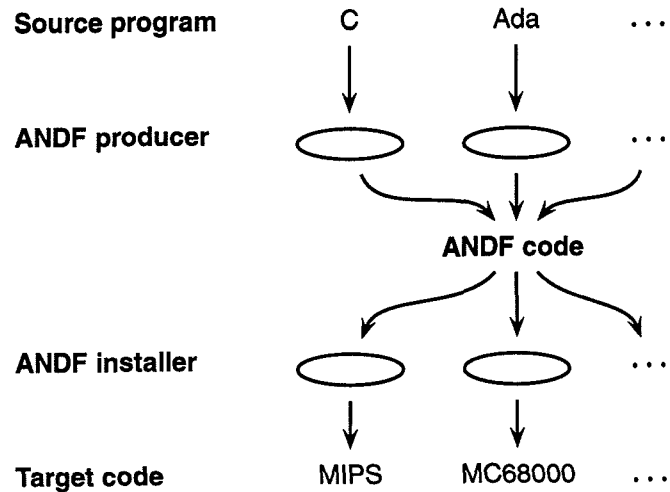 Source program C Ada ...
ANDF producer ...
ANDF code
ANDF installer ...
Target code MIPS MC68000 ...